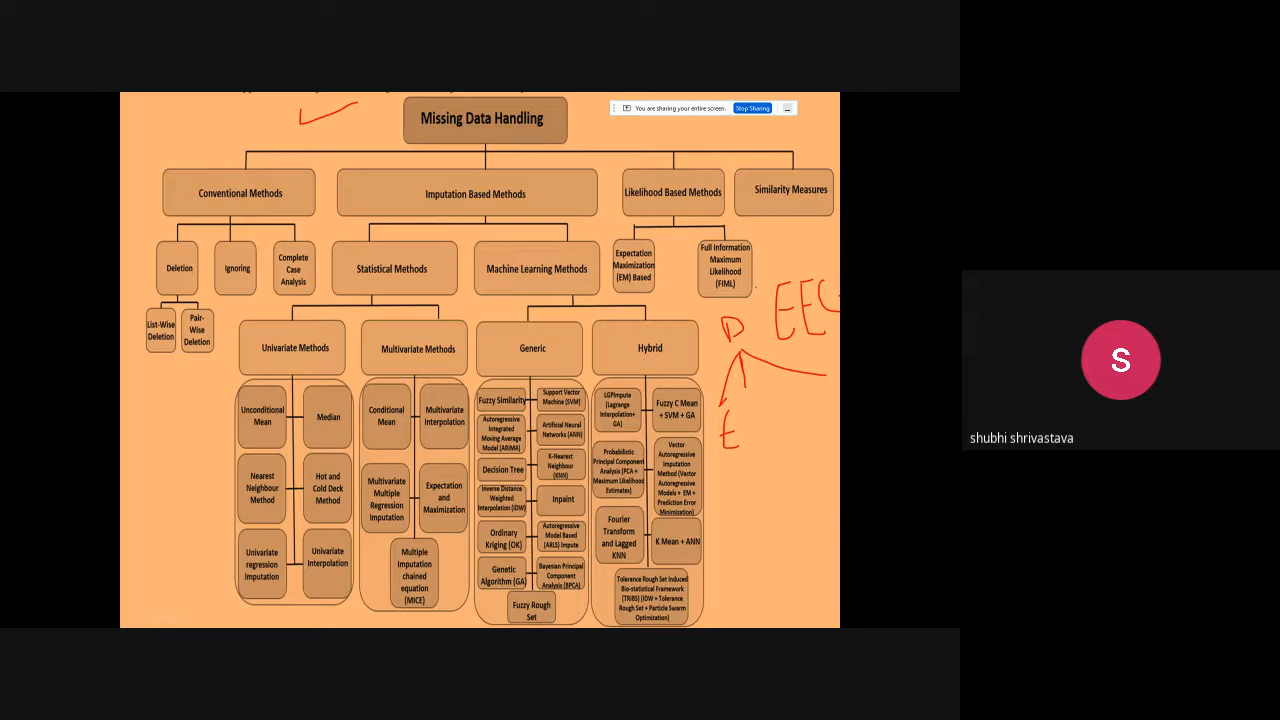 You are sharing your entire screen.
Stop Sharing
Missing Data Handling
Conventional Methods
Imputation Based Methods
Likelihood Based Methods
Similarity Measures
Deletion
Ignoring
Complete
Case
Analysis
Statistical Methods
Machine Learning Methods
Expectation
Maximization
(EM) Based
Full Information
Maximum
Likelihood
(FIML)
List-Wise
Deletion
Pair-
Wise
Deletion
Univariate Methods
Multivariate Methods
Generic
Hybrid
Unconditional
Mean
Median
Nearest
Neighbour
Method
Hot and
Cold Deck
Method
Univariate
regression
Imputation
Univariate
Interpolation
Conditional
Mean
Multivariate
Interpolation
Multivariate
Multiple
Regression
Imputation
Expectation
and
Maximization
Multiple
Imputation
chained
equation
(MICE)
Fuzzy Similarity
Support Vector
Machine (SVM)
Autoregressive
Integrated
Moving Average
Model (ARIMA)
Artificial Neural
Networks (ANN)
Decision Tree
K-Nearest
Neighbour
(KNN)
Inverse Distance
Weighted
Interpolation (IDW)
Inpaint
Ordinary
Kriging (OK)
Autoregressive
Model Based
(ARLS) Impute
Genetic
Algorithm (GA)
Bayesian Principal
Component
Analysis (BPCA)
Fuzzy Rough
Set
LGPImpute
(Lagrange
Interpolation+
GA)
Fuzzy C Mean
+ SVM + GA
Probabilistic
Principal Component
Analysis (PCA +
Maximum Likelihood
Estimates)
Vector
Autoregressive
Imputation
Method (Vector
Autoregressive
Models + EM +
Prediction Error
Minimization)
Fourier
Transform
and Lagged
KNN
K Mean + ANN
Tolerance Rough Set Induced
Bio-statistical Framework
(TRiBS) (IDW + Tolerance
Rough Set + Particle Swarm
Optimization)
D
E
S
shubhi shrivastava